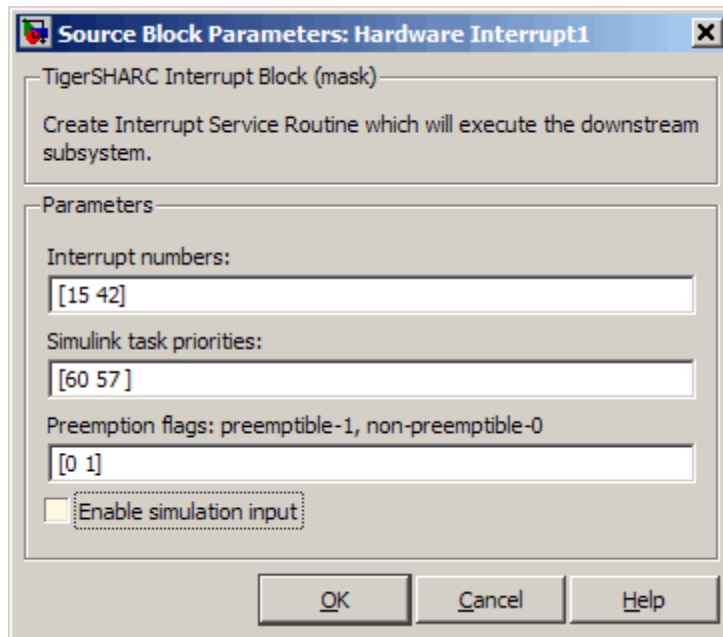 Source Block Parameters: Hardware Interrupt1
TigerSHARC Interrupt Block (mask)
Create Interrupt Service Routine which will execute the downstream
subsystem.
Parameters
Interrupt numbers:
[15 42]
Simulink task priorities:
[60 57 ]
Preemption flags: preemptible-1, non-preemptible-0
[0 1]
Enable simulation input
OK Cancel Help